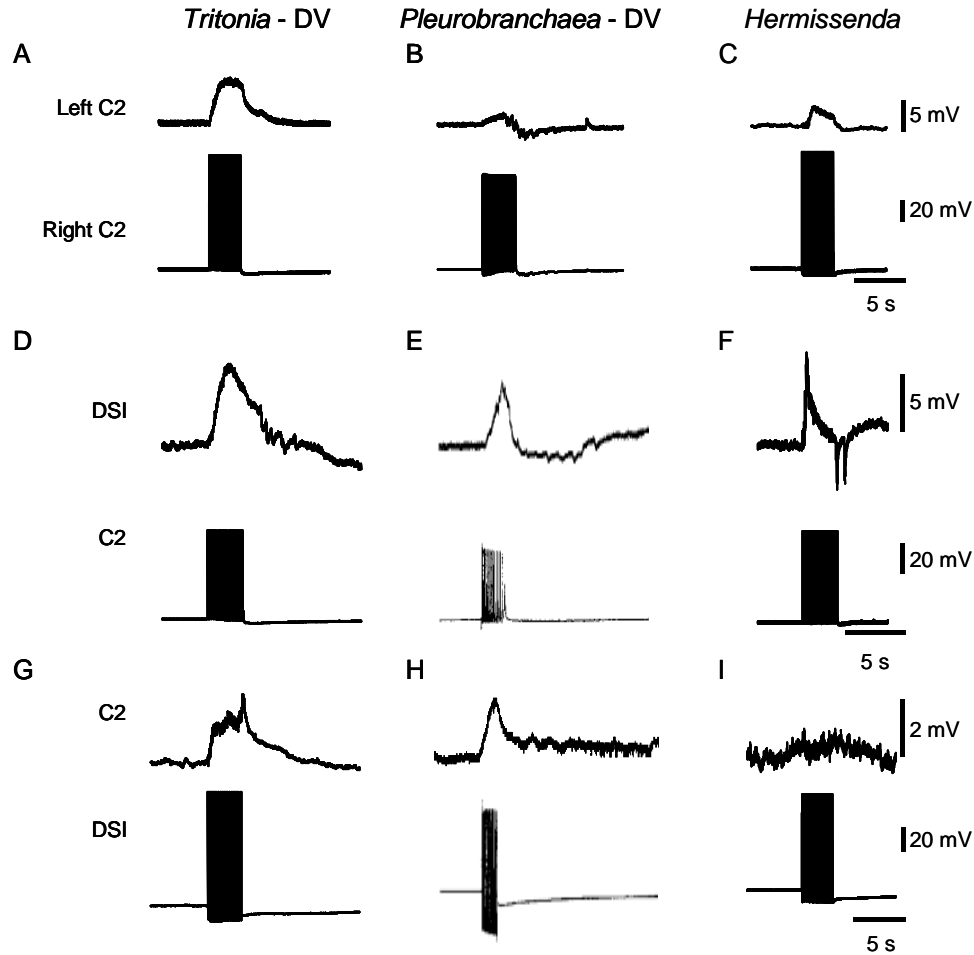 Tritonia - DV Pleurobranchaea - DV Hermissenda
A B C
Left C2
5 mV
Right C2
20 mV
5 s
D E F
DSI
5 mV
C2
20 mV
5 s
G H I
C2
2 mV
DSI
20 mV
5 s